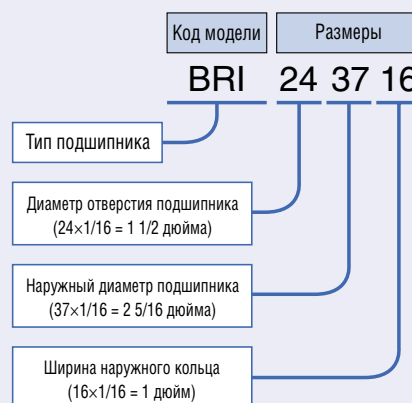 Код модели Размеры
BRI 24 37 16
Тип подшипника
Диаметр отверстия подшипника
(24×1/16 = 1 1/2 дюйма)
Наружный диаметр подшипника
(37×1/16 = 2 5/16 дюйма)
Ширина наружного кольца
(16×1/16 = 1 дюйм)